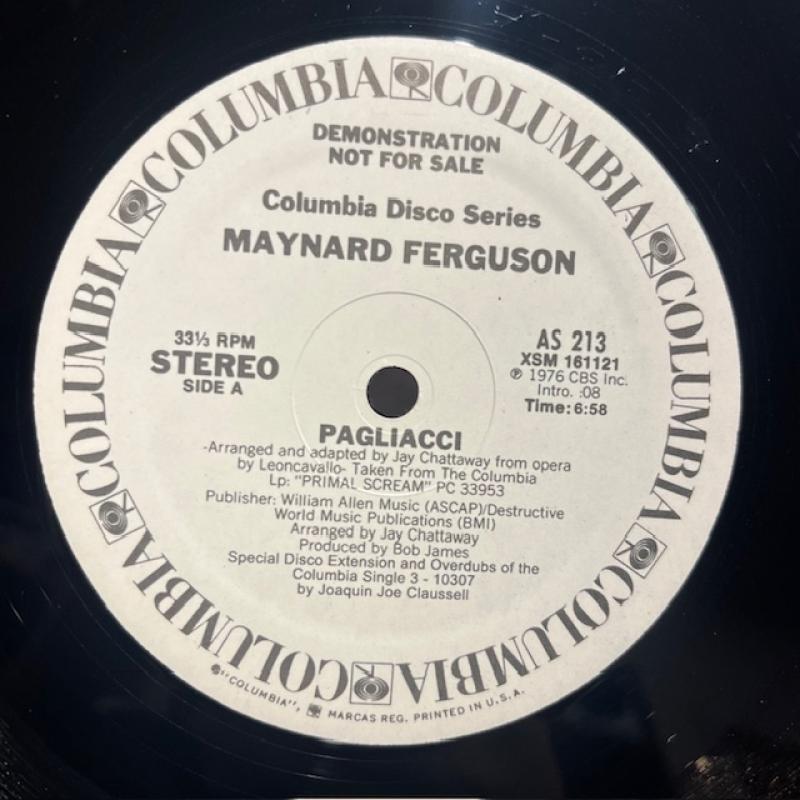 COLUMBIA COLUMBIA COLUMBIA COLUMBIA COLUMBIA COLUMBIA COLUMBIA
DEMONSTRATION
NOT FOR SALE
Columbia Disco Series
MAYNARD FERGUSON
33⅓ RPM
STEREO
SIDE A
AS 213
XSM 161121
℗ 1976 CBS Inc.
Intro. :08
Time: 6:58
PAGLIACCI
-Arranged and adapted by Jay Chattaway from opera
by Leoncavallo- Taken From The Columbia
Lp: "PRIMAL SCREAM" PC 33953
Publisher: William Allen Music (ASCAP)/Destructive
World Music Publications (BMI)
Arranged by Jay Chattaway
Produced by Bob James
Special Disco Extension and Overdubs of the
Columbia Single 3 - 10307
by Joaquin Joe Claussell
"COLUMBIA", MARCAS REG. PRINTED IN U.S.A.